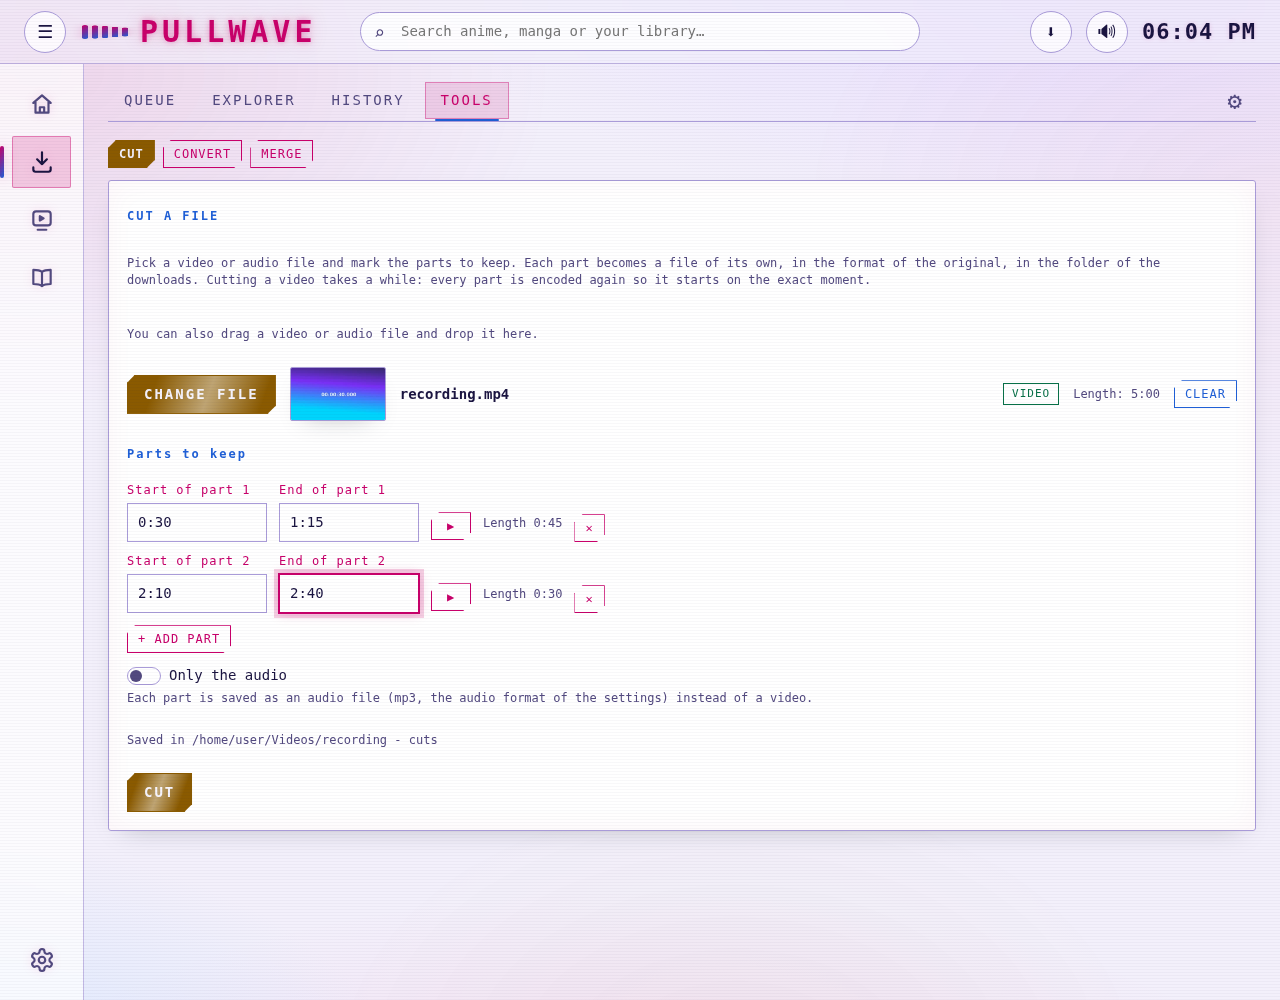 PULLWAVE
Search anime, manga or your library…
06:04 PM
QUEUE EXPLORER HISTORY TOOLS
CUT CONVERT MERGE
CUT A FILE
Pick a video or audio file and mark the parts to keep. Each part becomes a file of its own, in the format of the original, in the folder of the
downloads. Cutting a video takes a while: every part is encoded again so it starts on the exact moment.
You can also drag a video or audio file and drop it here.
CHANGE FILE
00:00:30.000
recording.mp4
VIDEO
Length: 5:00
CLEAR
Parts to keep
Start of part 1 End of part 1
0:30 1:15 Length 0:45
Start of part 2 End of part 2
2:10 2:40 Length 0:30
+ ADD PART
Only the audio
Each part is saved as an audio file (mp3, the audio format of the settings) instead of a video.
Saved in /home/user/Videos/recording - cuts
CUT